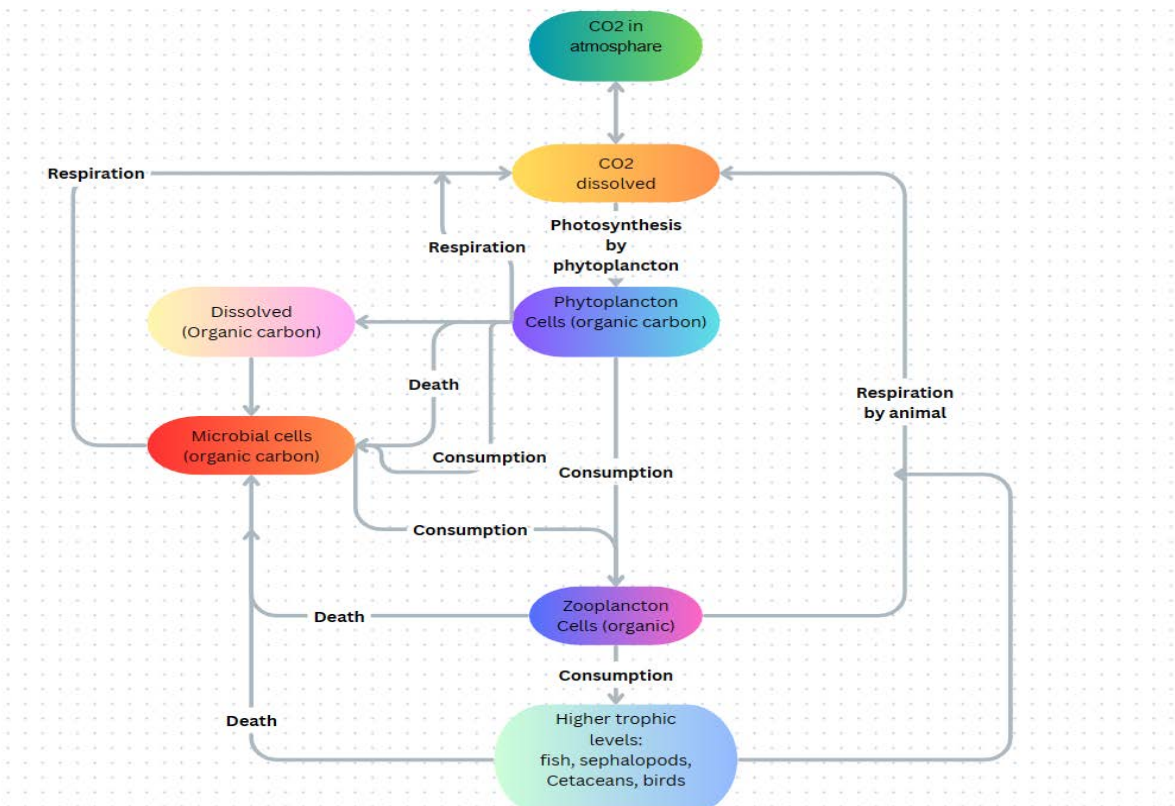 CO2 in
atmosphare
CO2
dissolved
Respiration
Photosynthesis
by
phytoplancton
Respiration
Phytoplancton
Cells (organic carbon)
Dissolved
(Organic carbon)
Death
Respiration
by animal
Microbial cells
(organic carbon)
Consumption
Consumption
Consumption
Zooplancton
Cells (organic)
Death
Consumption
Higher trophic
levels:
fish, sephalopods,
Cetaceans, birds
Death